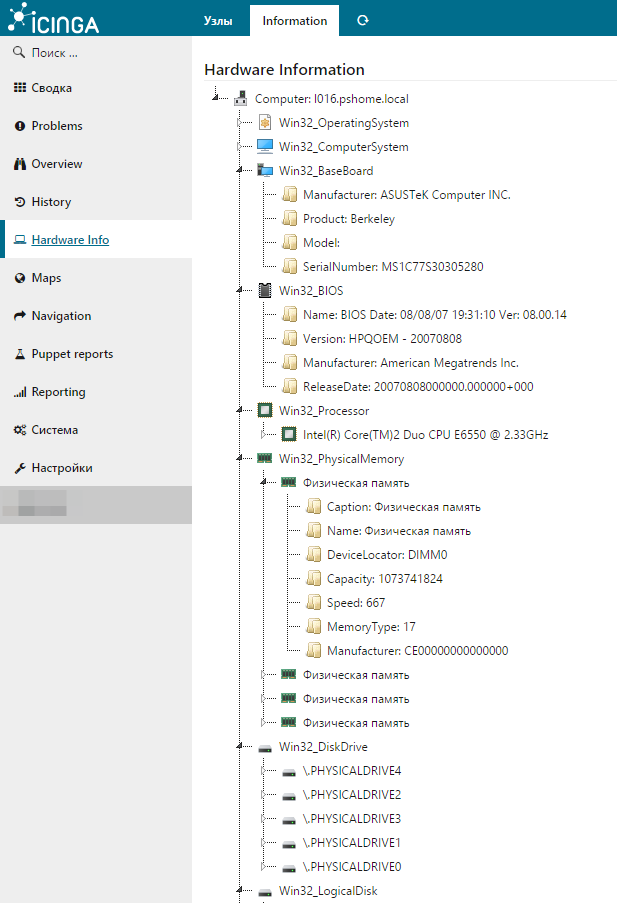 ICINGA
Узлы
Information
Поиск ...
Сводка
Problems
Overview
History
Hardware Info
Maps
Navigation
Puppet reports
Reporting
Система
Настройки
Hardware Information
Computer: l016.pshome.local
Win32_OperatingSystem
Win32_ComputerSystem
Win32_BaseBoard
Manufacturer: ASUSTeK Computer INC.
Product: Berkeley
Model:
SerialNumber: MS1C77S30305280
Win32_BIOS
Name: BIOS Date: 08/08/07 19:31:10 Ver: 08.00.14
Version: HPQOEM - 20070808
Manufacturer: American Megatrends Inc.
ReleaseDate: 20070808000000.000000+000
Win32_Processor
Intel(R) Core(TM)2 Duo CPU E6550 @ 2.33GHz
Win32_PhysicalMemory
Физическая память
Caption: Физическая память
Name: Физическая память
DeviceLocator: DIMM0
Capacity: 1073741824
Speed: 667
MemoryType: 17
Manufacturer: CE00000000000000
Физическая память
Физическая память
Физическая память
Win32_DiskDrive
\.PHYSICALDRIVE4
\.PHYSICALDRIVE2
\.PHYSICALDRIVE3
\.PHYSICALDRIVE1
\.PHYSICALDRIVE0
Win32_LogicalDisk